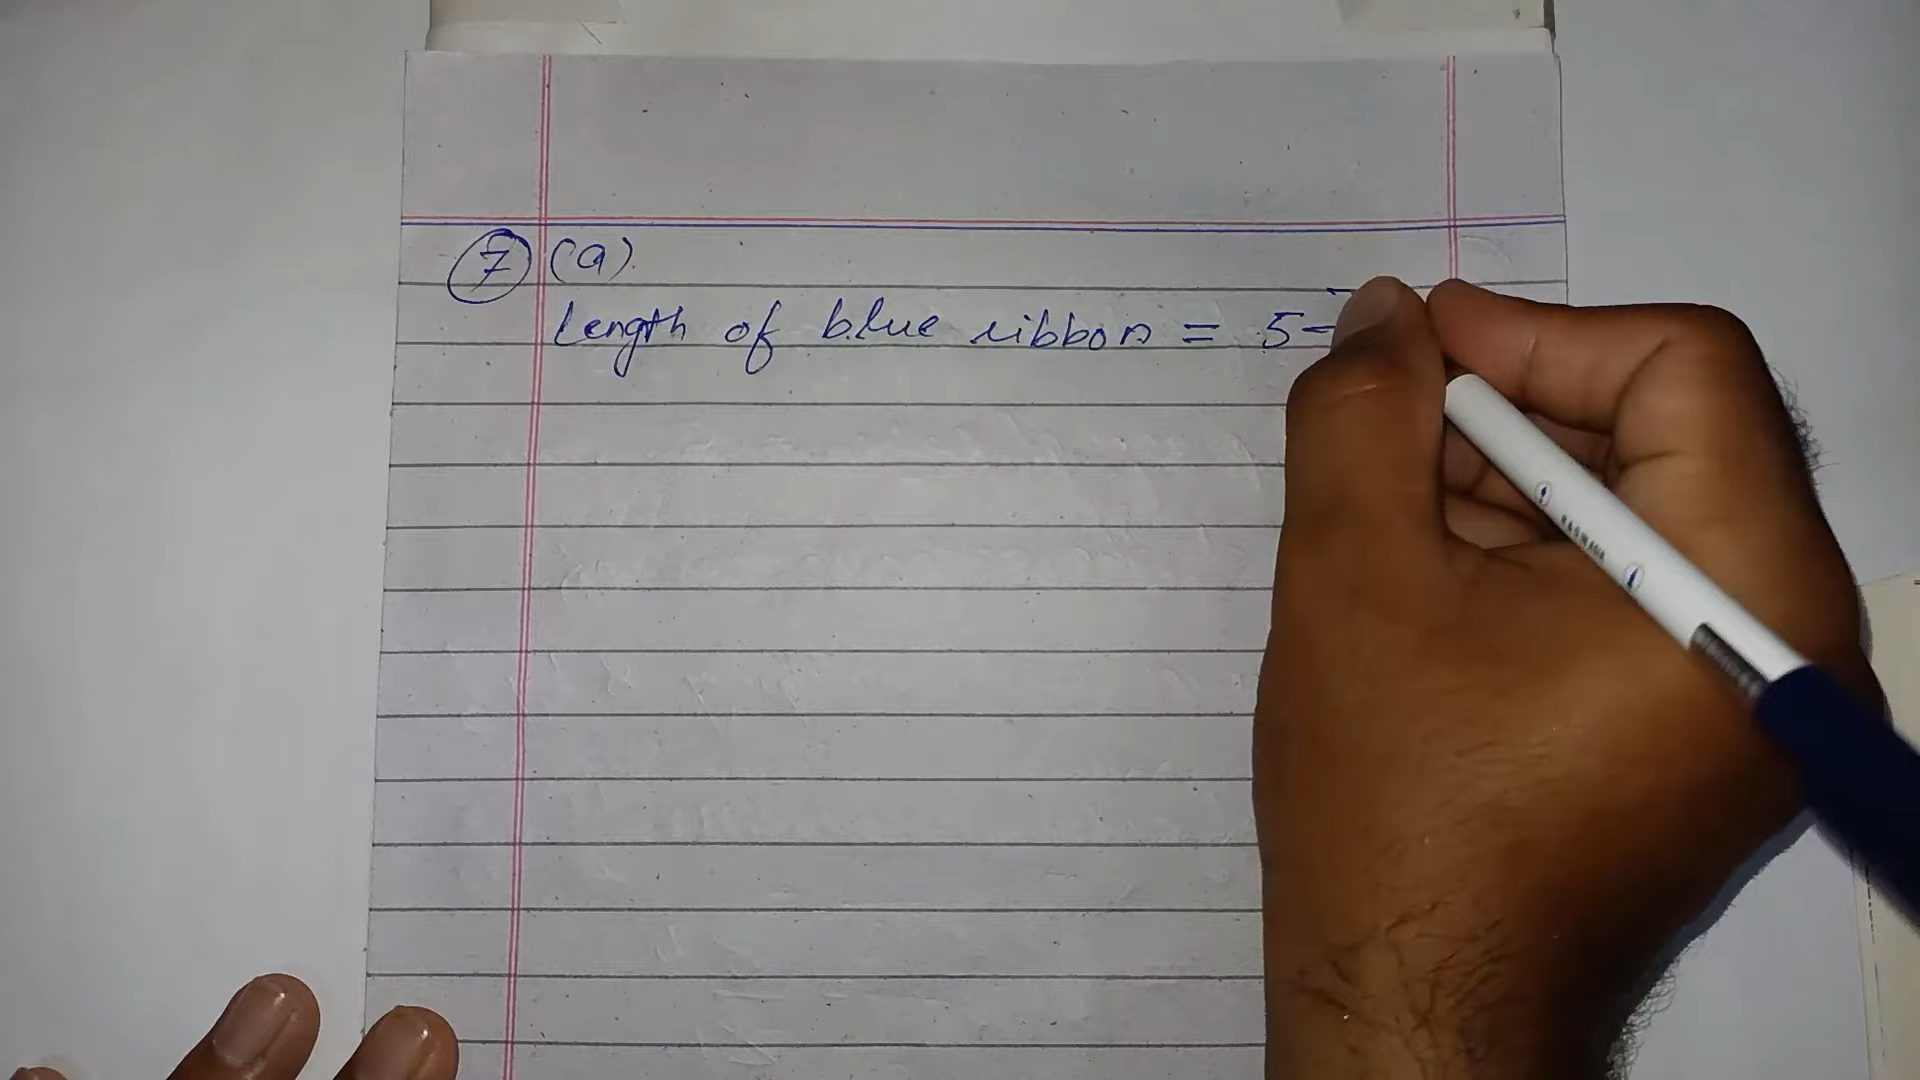 7 (a).
Length of blue ribbon = 5